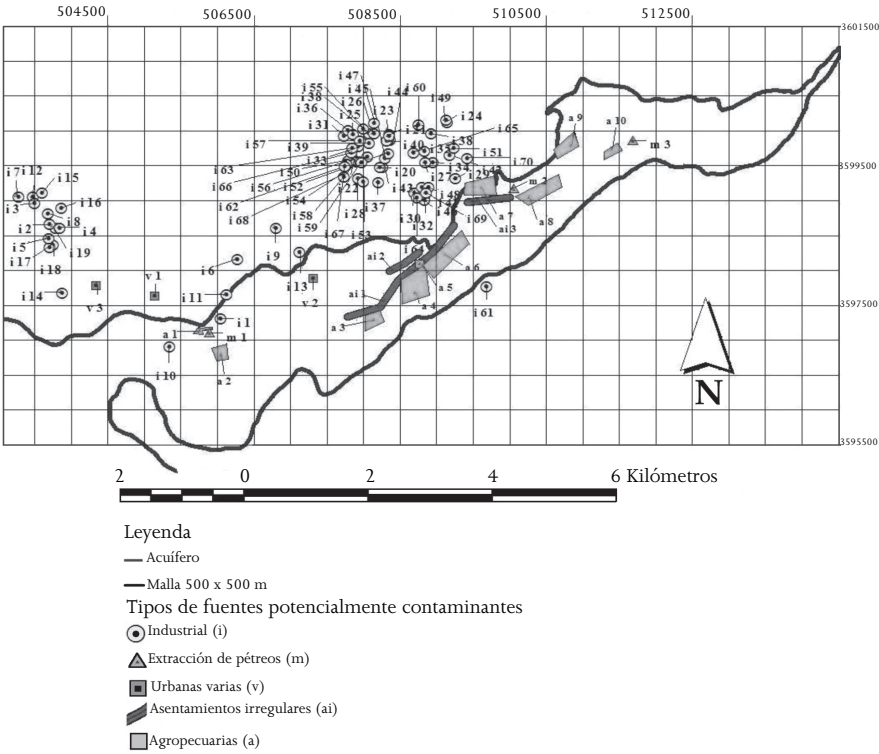 504500 506500 508500 510500 512500
3601500
i 47
i 55 i 45 i 60
i 38 i 44 i 49
i 26 23
i 36 i 25 i 24
i 31 i 65
i 38 a 9
i 57 i 39 i 40 a 10 m 3
i 51
i 63 i 33 i 70
3599500
i 7 i 12 i 50 i 20 i 27 i 34
i 66 i 56 i 52 i 29
i 15 i 54 i 22 i 43
i 3 i 16 i 62 i 58 i 28 i 37 i 48 a 7 a 8
i 68 i 59 i 30 i 69
i 2 i 8 i 67 i 53 i 32 ai 3
i 5 i 4
i 17 i 19 i 9 i 64
i 18 i 6 ai 2 a 6
v 1 i 13 a 5
i 14 v 3 i 11 v 2 ai 1 a 4 i 61
3597500
i 1 a 3
a 1 m 1
i 10 a 2
N
3595500
2 0 2 4 6 Kilómetros
Leyenda
Acuífero
Malla 500 x 500 m
Tipos de fuentes potencialmente contaminantes
Industrial (i)
Extracción de pétreos (m)
Urbanas varias (v)
Asentamientos irregulares (ai)
Agropecuarias (a)